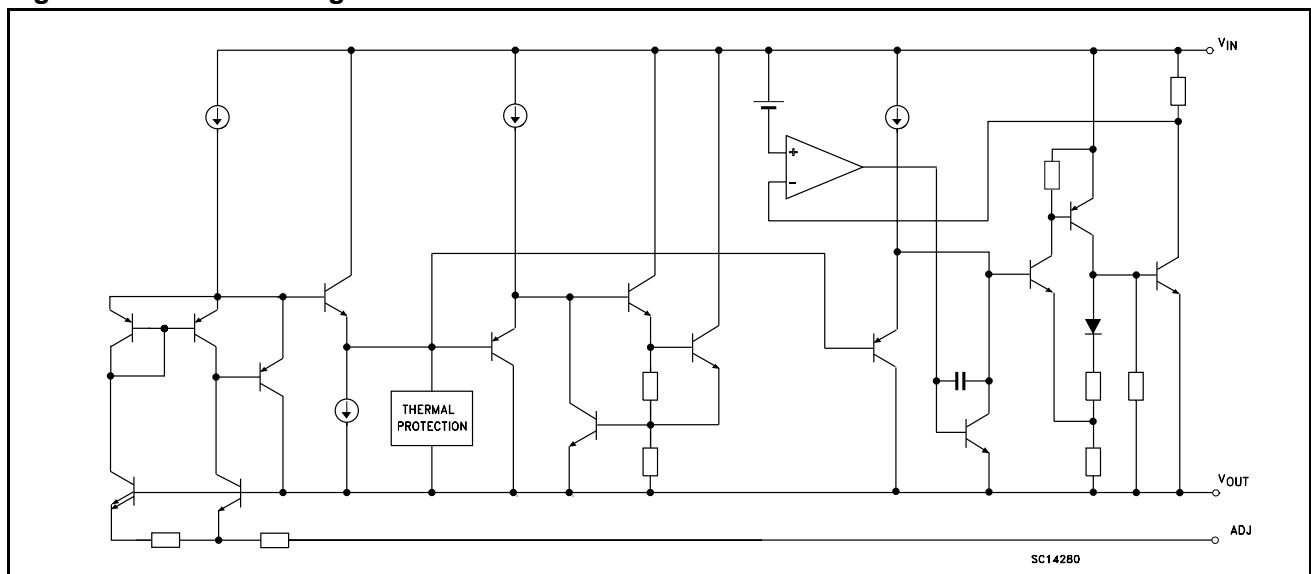 V_IN
+
-
THERMAL
PROTECTION
V_OUT
ADJ
SC14280